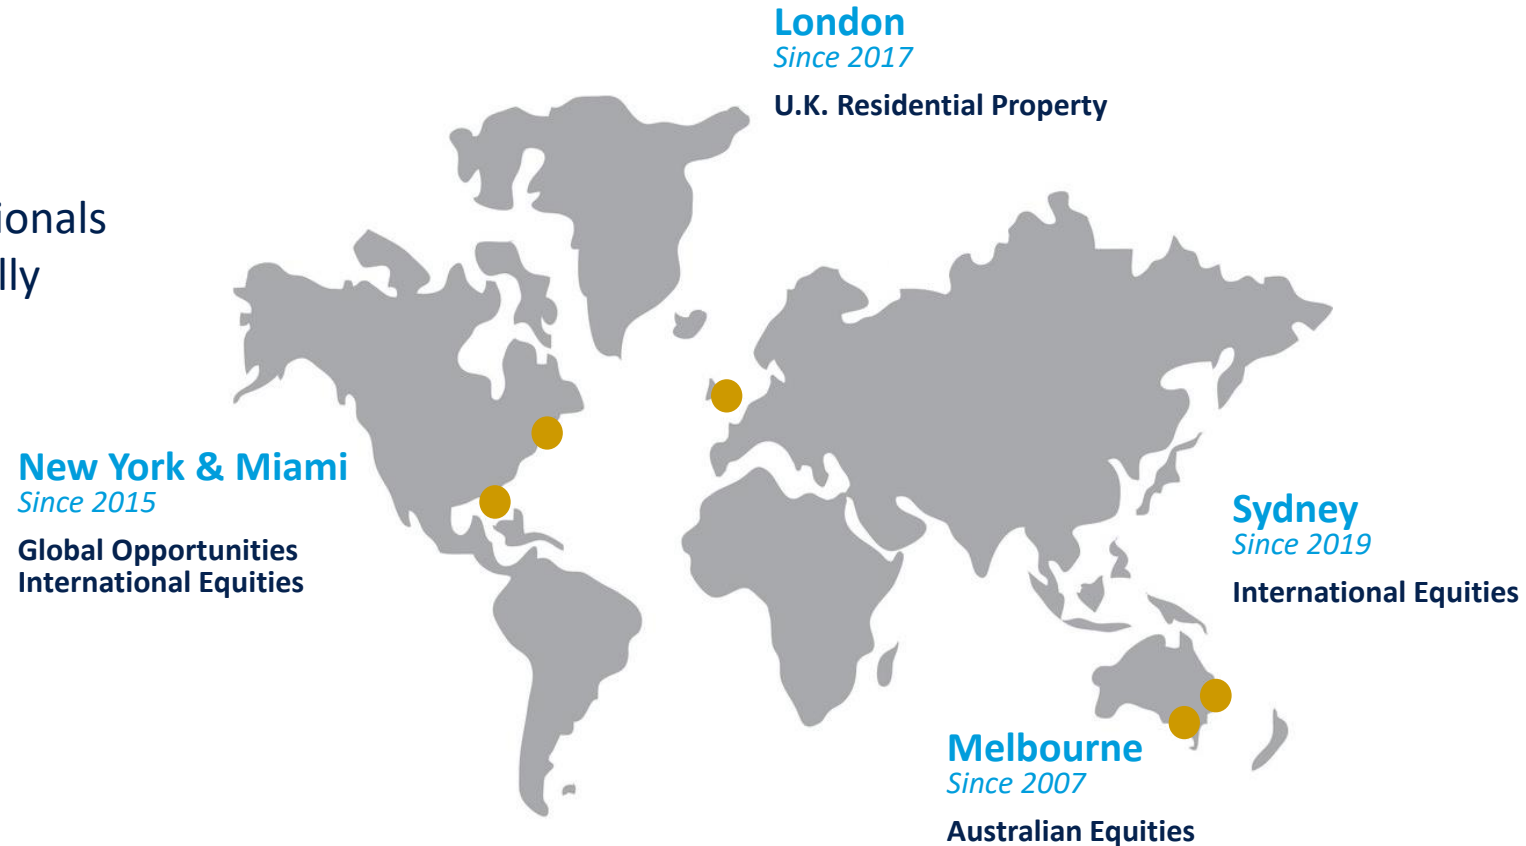 London
Since 2017
U.K. Residential Property
ionals
lly
New York & Miami
Since 2015
Global Opportunities
International Equities
Sydney
Since 2019
International Equities
Melbourne
Since 2007
Australian Equities